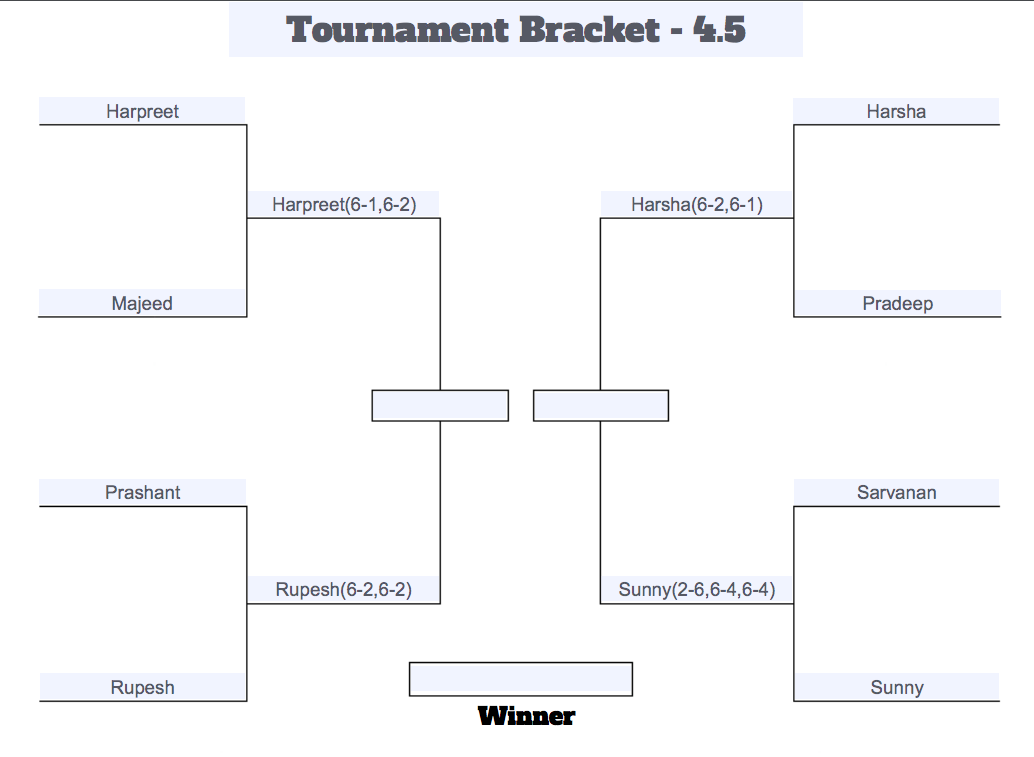 Tournament Bracket - 4.5
Harpreet
Harsha
Harpreet(6-1,6-2)
Harsha(6-2,6-1)
Majeed
Pradeep
Prashant
Sarvanan
Rupesh(6-2,6-2)
Sunny(2-6,6-4,6-4)
Rupesh
Sunny
Winner